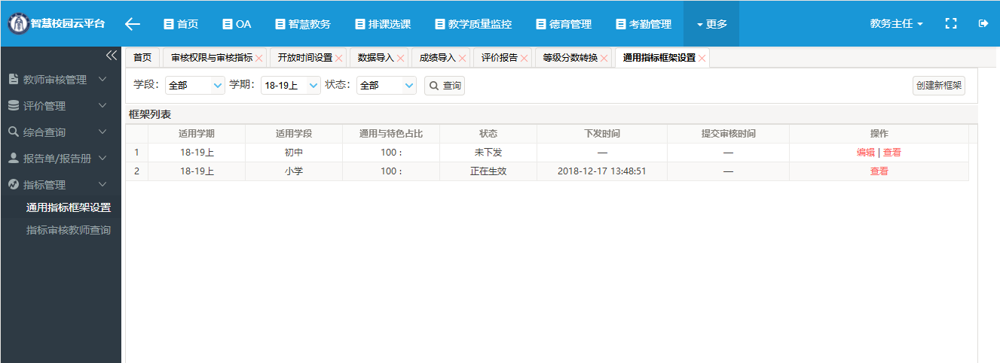 智慧校园云平台 首页 OA 智慧教务 排课选课 教学质量监控 德育管理 考勤管理 更多 教务主任
首页 审核权限与审核指标 开放时间设置 数据导入 成绩导入 评价报告 等级分数转换 通用指标框架设置
教师审核管理
评价管理
综合查询
报告单/报告册
指标管理
通用指标框架设置
指标审核教师查询
学段: 全部 学期: 18-19上 状态: 全部 查询 创建新框架
框架列表
适用学期 适用学段 通用与特色占比 状态 下发时间 提交审核时间 操作
1 18-19上 初中 100 : 未下发 — — 编辑 | 查看
2 18-19上 小学 100 : 正在生效 2018-12-17 13:48:51 — 查看